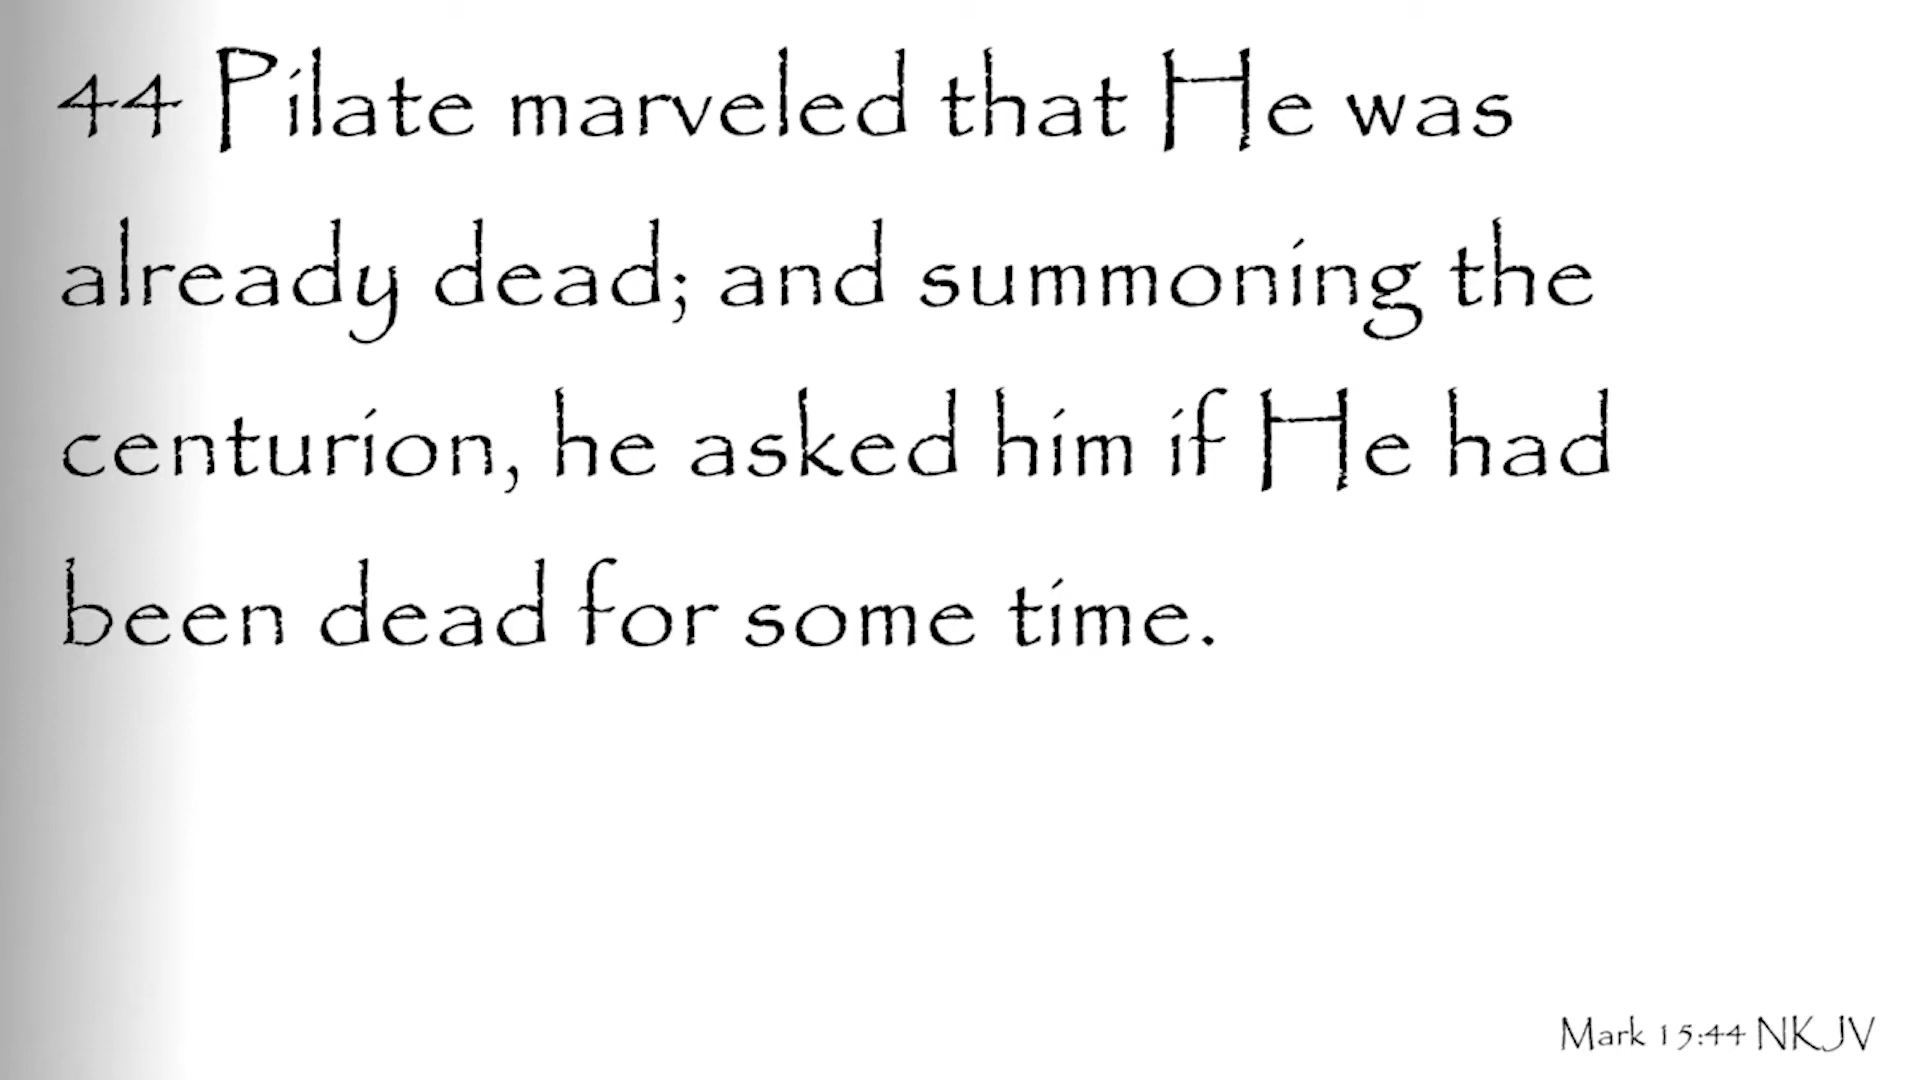 44 Pilate marveled that He was
already dead; and summoning the
centurion, he asked him if He had
been dead for some time.
Mark 15:44 NKJV